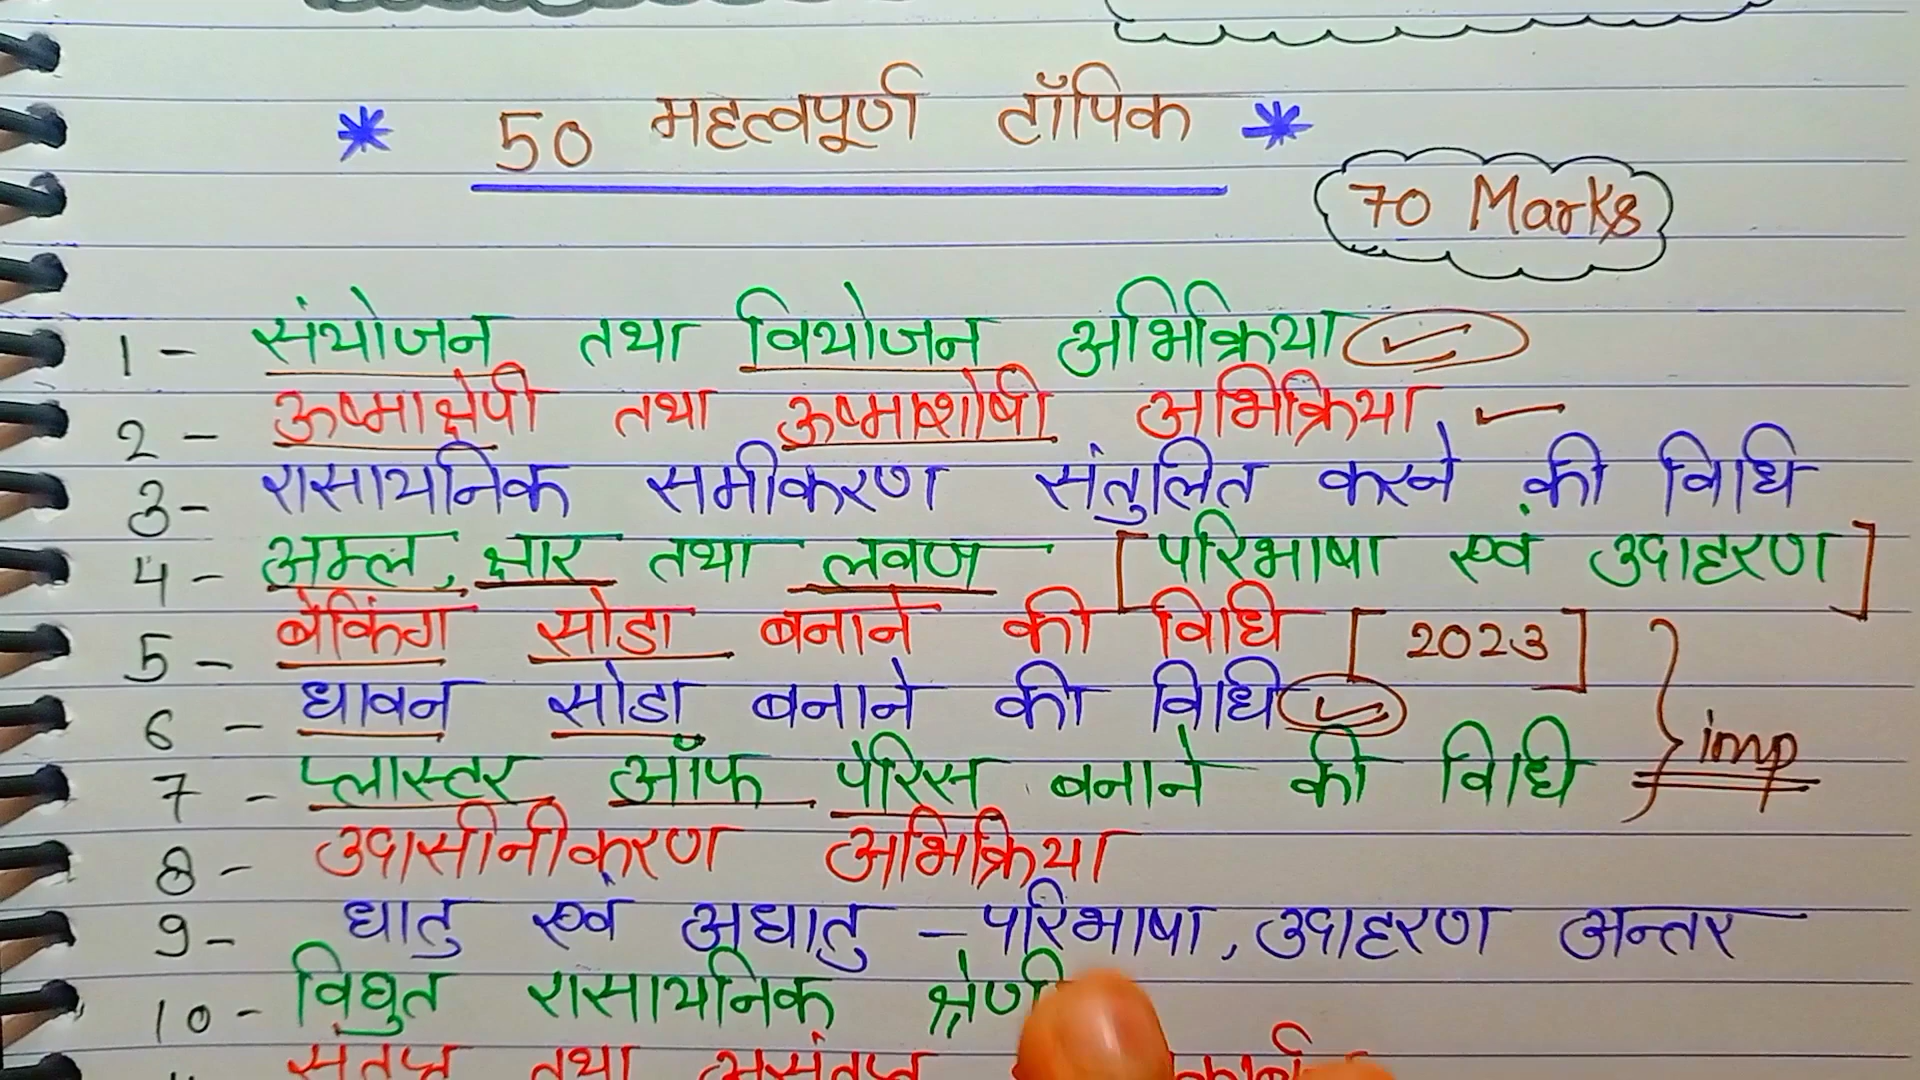 50 महत्वपूर्ण टॉपिक
70 Marks
1- संयोजन तथा वियोजन अभिक्रिया
2- ऊष्माक्षेपी तथा ऊष्माशोषी अभिक्रिया
3- रासायनिक समीकरण संतुलित करने की विधि
4- अम्ल, क्षार तथा लवण [परिभाषा एवं उदाहरण]
5- बेकिंग सोडा बनाने की विधि [2023]
6- धावन सोडा बनाने की विधि
imp
7- प्लास्टर ऑफ पेरिस बनाने की विधि
8- उदासीनीकरण अभिक्रिया
9- धातु एवं अधातु - परिभाषा, उदाहरण अन्तर
10- विधुत रासायनिक श्रेणी
संतृप्त तथा असंतृप्त